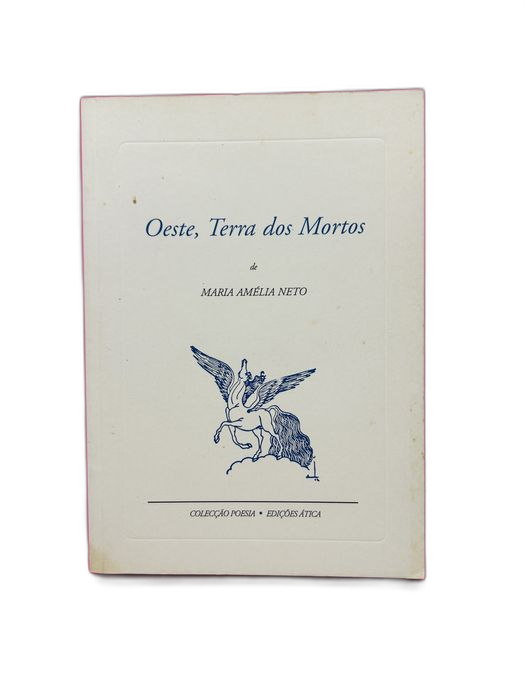 Oeste, Terra dos Mortos
de
MARIA AMÉLIA NETO
COLECÇÃO POESIA • EDIÇÕES ÁTICA